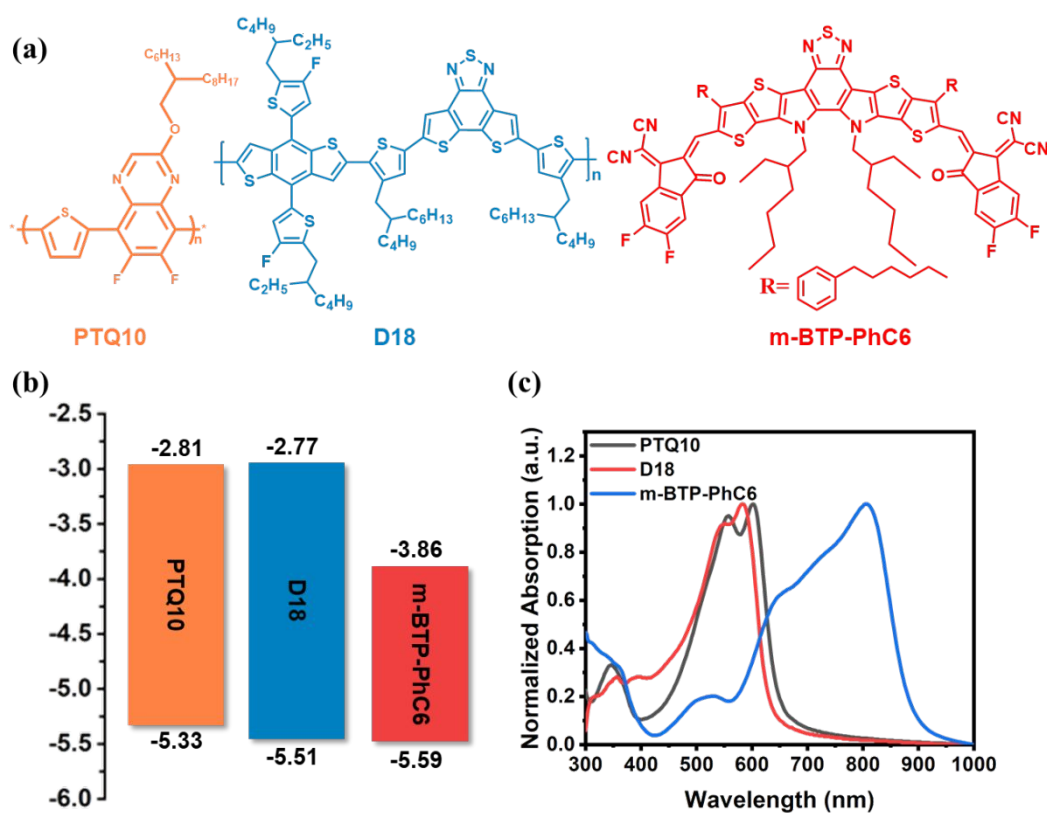 (a)
C₆H₁₃
C₈H₁₇
O
N
N
S
*
*
n
F
F
PTQ10
C₄H₉
C₂H₅
F
S
S
N
N
S
S
S
S
S
S
n
S
F
C₂H₅
C₄H₉
C₆H₁₃
C₄H₉
C₆H₁₃
C₄H₉
D18
S
N
N
R
S
S
R
CN
CN
S
N
N
S
CN
CN
O
O
F
F
F
F
R=
m-BTP-PhC6
(b)
-2.5
-3.0
-3.5
-4.0
-4.5
-5.0
-5.5
-6.0
-2.81
PTQ10
-5.33
-2.77
D18
-5.51
-3.86
m-BTP-PhC6
-5.59
(c)
Normalized Absorption (a.u.)
1.2
1.0
0.8
0.6
0.4
0.2
0.0
PTQ10
D18
m-BTP-PhC6
300 400 500 600 700 800 900 1000
Wavelength (nm)